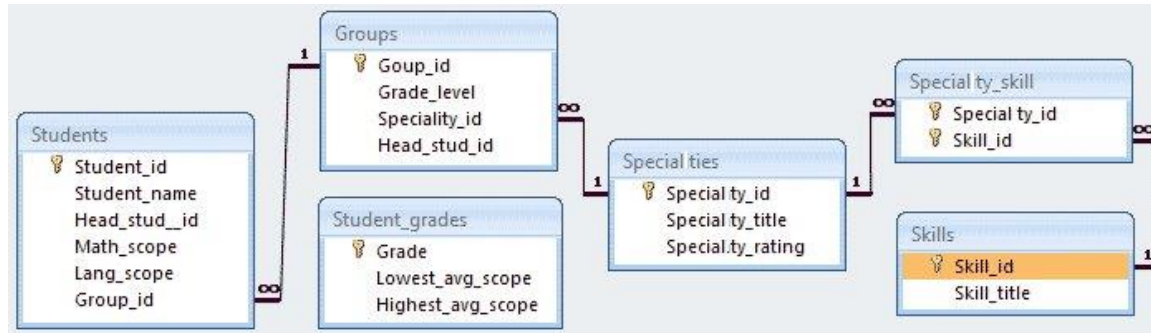 Students
Student_id
Student_name
Head_stud__id
Math_scope
Lang_scope
Group_id
∞
1
Groups
Goup_id
Grade_level
Speciality_id
Head_stud_id
∞
Student_grades
Grade
Lowest_avg_scope
Highest_avg_scope
1
Special ties
Special ty_id
Special ty_title
Special.ty_rating
1
∞
Special ty_skill
Special ty_id
Skill_id
∞
Skills
Skill_id
Skill_title
1